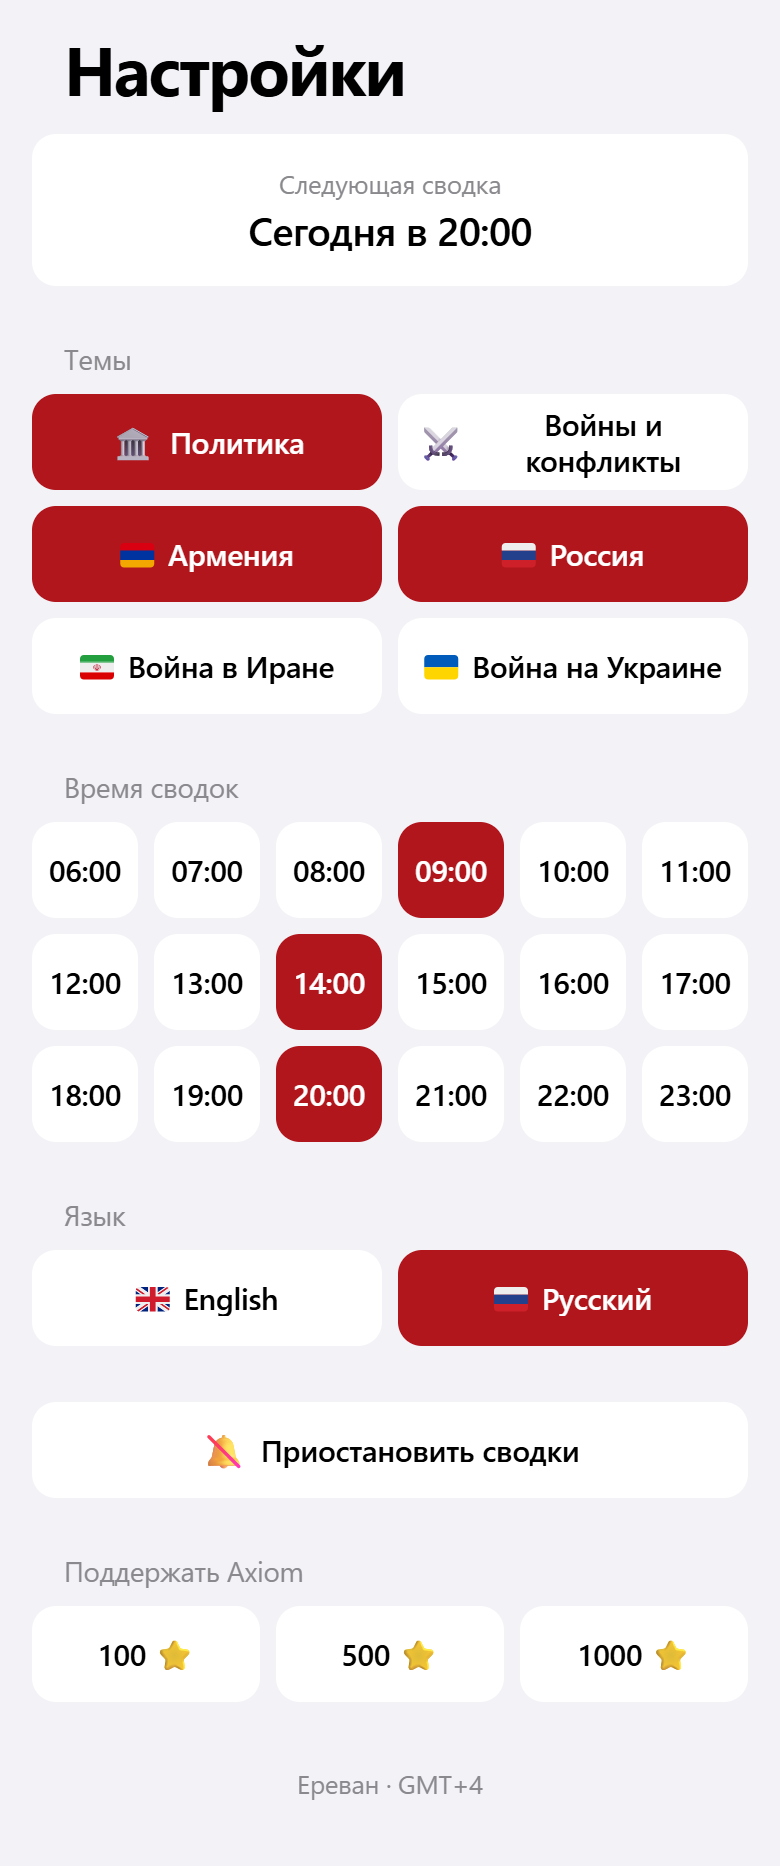 Настройки
Следующая сводка
Сегодня в 20:00
Темы
Политика
Войны и
конфликты
Армения
Россия
Война в Иране
Война на Украине
Время сводок
06:00 07:00 08:00 09:00 10:00 11:00
12:00 13:00 14:00 15:00 16:00 17:00
18:00 19:00 20:00 21:00 22:00 23:00
Язык
English
Русский
Приостановить сводки
Поддержать Axiom
100 500 1000
Ереван · GMT+4